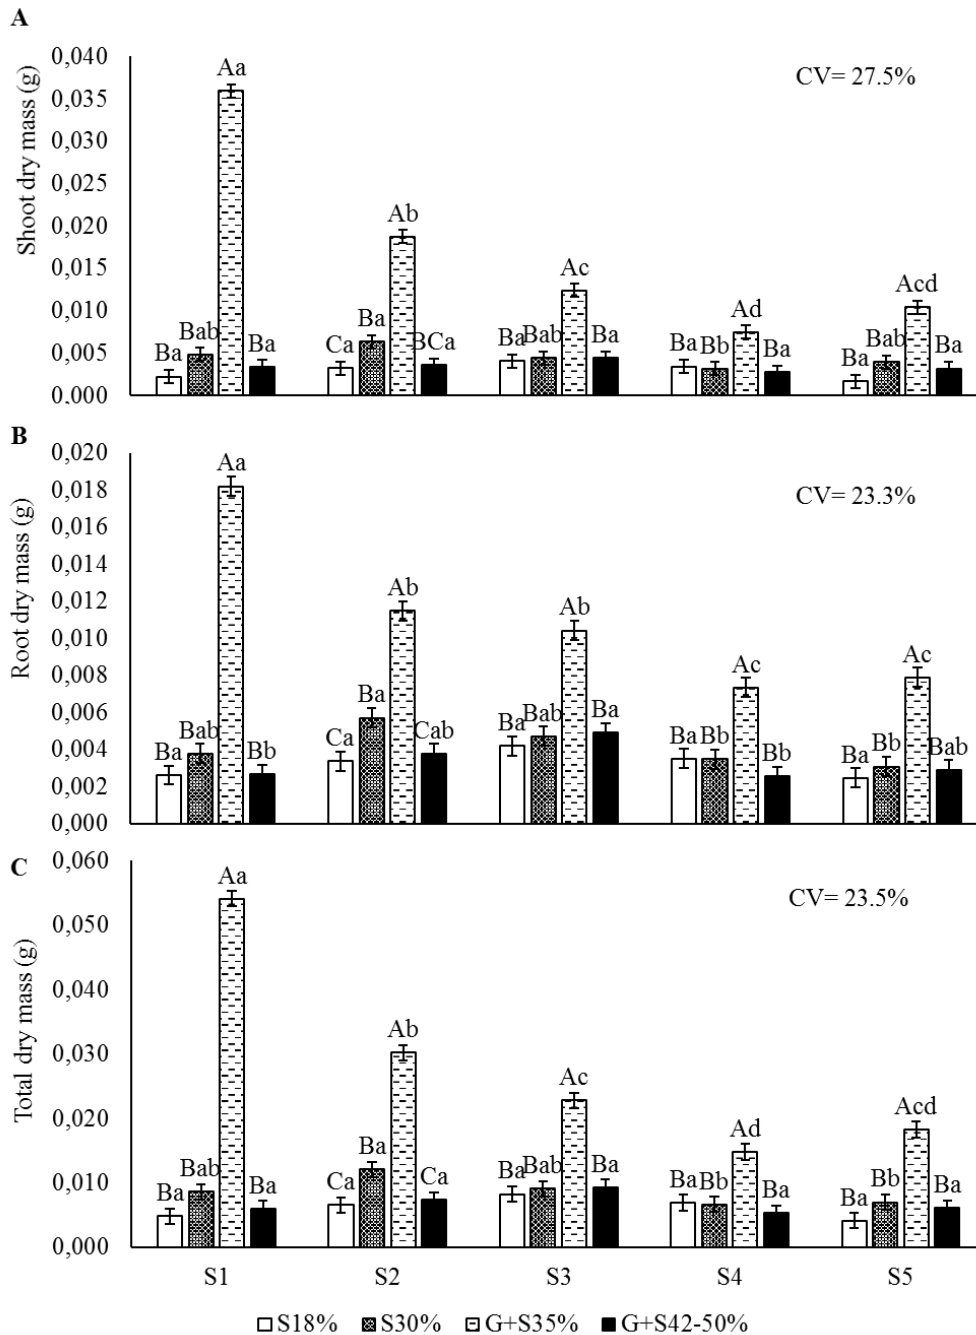 A
Shoot dry mass (g)
0,040
0,035
0,030
0,025
0,020
0,015
0,010
0,005
0,000
CV= 27.5%
Ba Bab Aa Ba
Ca Ba Ab BCa
Ba Bab Ac Ba
Ba Bb Ad Ba
Ba Bab Acd Ba
B
Root dry mass (g)
0,020
0,018
0,016
0,014
0,012
0,010
0,008
0,006
0,004
0,002
0,000
CV= 23.3%
Ba Bab Aa Bb
Ca Ba Ab Cab
Ba Bab Ab Ba
Ba Bb Ac Bb
Ba Bb Ac Bab
C
Total dry mass (g)
0,060
0,050
0,040
0,030
0,020
0,010
0,000
CV= 23.5%
Ba Bab Aa Ba
Ca Ba Ab Ca
Ba Bab Ac Ba
Ba Bb Ad Ba
Ba Bb Acd Ba
S1 S2 S3 S4 S5
S18% S30% G+S35% G+S42-50%